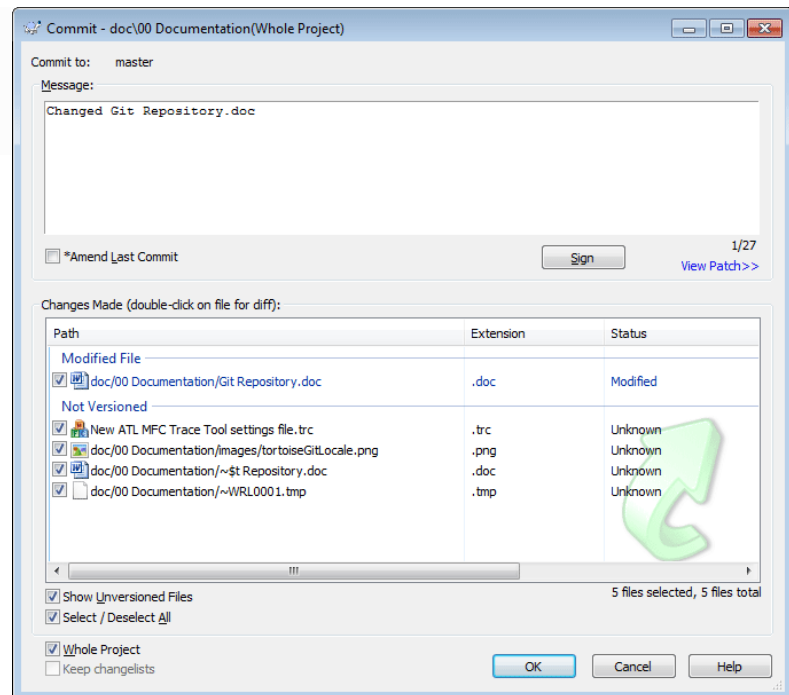 Commit - doc\00 Documentation(Whole Project)
Commit to: master
Message:
Changed Git Repository.doc
*Amend Last Commit
Sign
1/27
View Patch>>
Changes Made (double-click on file for diff):
Path Extension Status
Modified File
doc/00 Documentation/Git Repository.doc .doc Modified
Not Versioned
New ATL MFC Trace Tool settings file.trc .trc Unknown
doc/00 Documentation/images/tortoiseGitLocale.png .png Unknown
doc/00 Documentation/~$t Repository.doc .doc Unknown
doc/00 Documentation/~WRL0001.tmp .tmp Unknown
Show Unversioned Files
5 files selected, 5 files total
Select / Deselect All
Whole Project
Keep changelists
OK Cancel Help